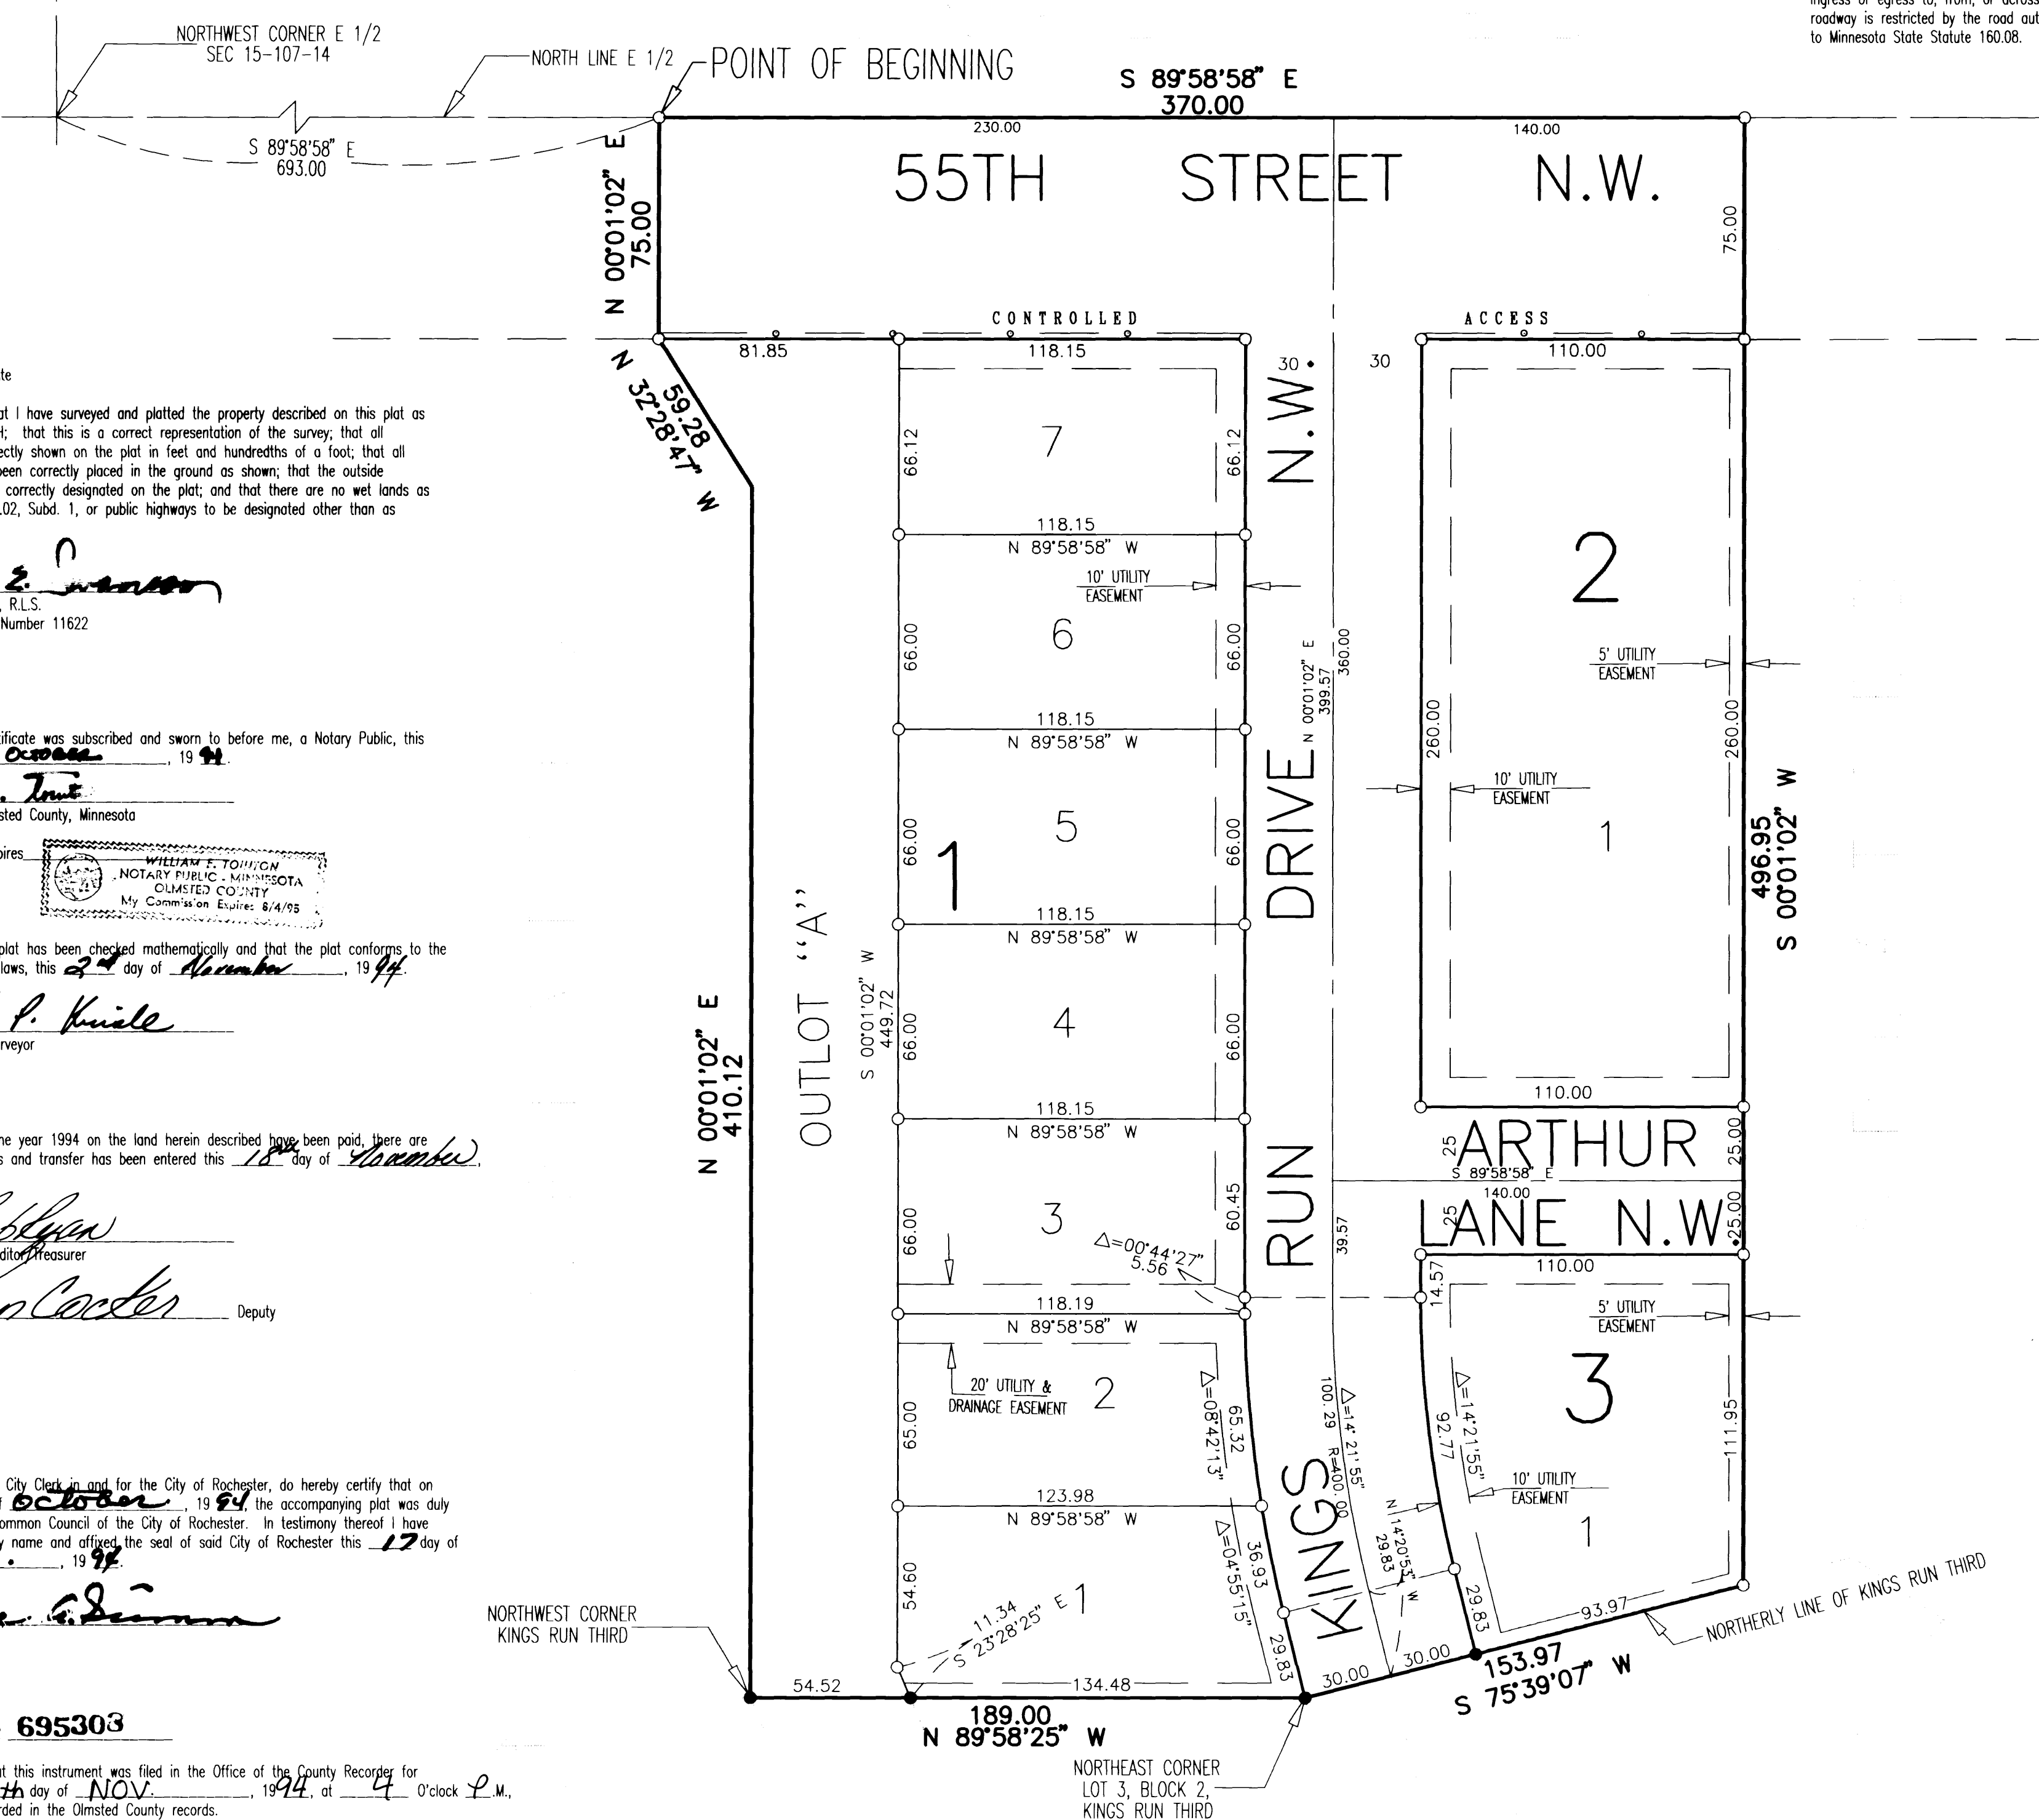 ingress or egress to, from, or across
roadway is restricted by the road aut
to Minnesota State Statute 160.08.
NORTHWEST CORNER E 1/2
SEC 15-107-14
NORTH LINE E 1/2
POINT OF BEGINNING
S 89°58'58" E
370.00
S 89°58'58" E
693.00
230.00
140.00
55TH STREET N.W.
N 00°01'02" E
75.00
75.00
CONTROLLED
ACCESS
81.85
118.15
110.00
30
30
N 32°28'47" W
59.28
te
at I have surveyed and platted the property described on this plat as
; that this is a correct representation of the survey; that all
ectly shown on the plat in feet and hundredths of a foot; that all
een correctly placed in the ground as shown; that the outside
correctly designated on the plat; and that there are no wet lands as
.02, Subd. 1, or public highways to be designated other than as
E.
, R.L.S.
Number 11622
7
66.12
66.12
118.15
N 89°58'58" W
10' UTILITY
EASEMENT
2
6
66.00
66.00
5' UTILITY
EASEMENT
N 00°01'02" E
399.57
360.00
118.15
N 89°58'58" W
260.00
260.00
tificate was subscribed and sworn to before me, a Notary Public, this
OCTOBER, 19 94.
sted County, Minnesota
pires
WILLIAM F. TOINTON
NOTARY PUBLIC - MINNESOTA
OLMSTED COUNTY
My Commission Expires 8/4/95
10' UTILITY
EASEMENT
5
1
66.00
66.00
1
496.95
S 00°01'02" W
118.15
N 89°58'58" W
OUTLOT "A"
S 00°01'02" W
449.72
plat has been checked mathematically and that the plat conforms to the
laws, this 2nd day of November, 19 94.
P.
rveyor
4
66.00
66.00
N 00°01'02" E
410.12
110.00
118.15
N 89°58'58" W
ne year 1994 on the land herein described have been paid, there are
s and transfer has been entered this 18th day of November,
ditor/Treasurer
Deputy
25
ARTHUR
25.00
S 89°58'58" E
140.00
25
LANE N.W.
25.00
KINGS RUN DRIVE N.W.
3
66.00
60.45
39.57
Δ=00°44'27"
5.56
110.00
14.57
118.19
N 89°58'58" W
5' UTILITY
EASEMENT
20' UTILITY &
DRAINAGE EASEMENT
2
65.00
Δ=08°42'13"
65.32
Δ=14°21'55"
100.29 R=400.00
92.77
Δ=14°21'55"
3
111.95
10' UTILITY
EASEMENT
1
City Clerk in and for the City of Rochester, do hereby certify that on
October, 19 94, the accompanying plat was duly
ommon Council of the City of Rochester. In testimony thereof I have
y name and affixed the seal of said City of Rochester this 17 day of
, 19 94.
123.98
N 89°58'58" W
54.60
36.93
Δ=04°55'15"
N 14°20'53" W
29.83
11.34
S 23°28'25" E
1
29.83
29.83
NORTHWEST CORNER
KINGS RUN THIRD
93.97
NORTHERLY LINE OF KINGS RUN THIRD
54.52
134.48
30.00
30.00
153.97
S 75°39'07" W
189.00
N 89°58'25" W
695303
NORTHEAST CORNER
LOT 3, BLOCK 2,
KINGS RUN THIRD
at this instrument was filed in the Office of the County Recorder for
th day of NOV., 1994, at 4 O'clock P.M.,
rded in the Olmsted County records.